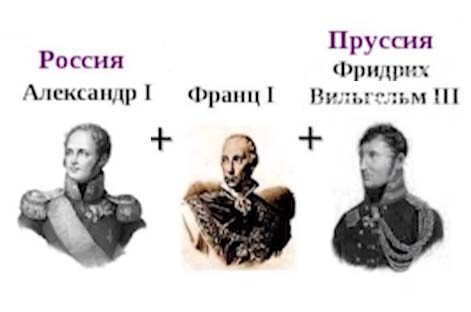 Россия
Александр I
+
Франц I
+
Пруссия
Фридрих
Вильгельм III